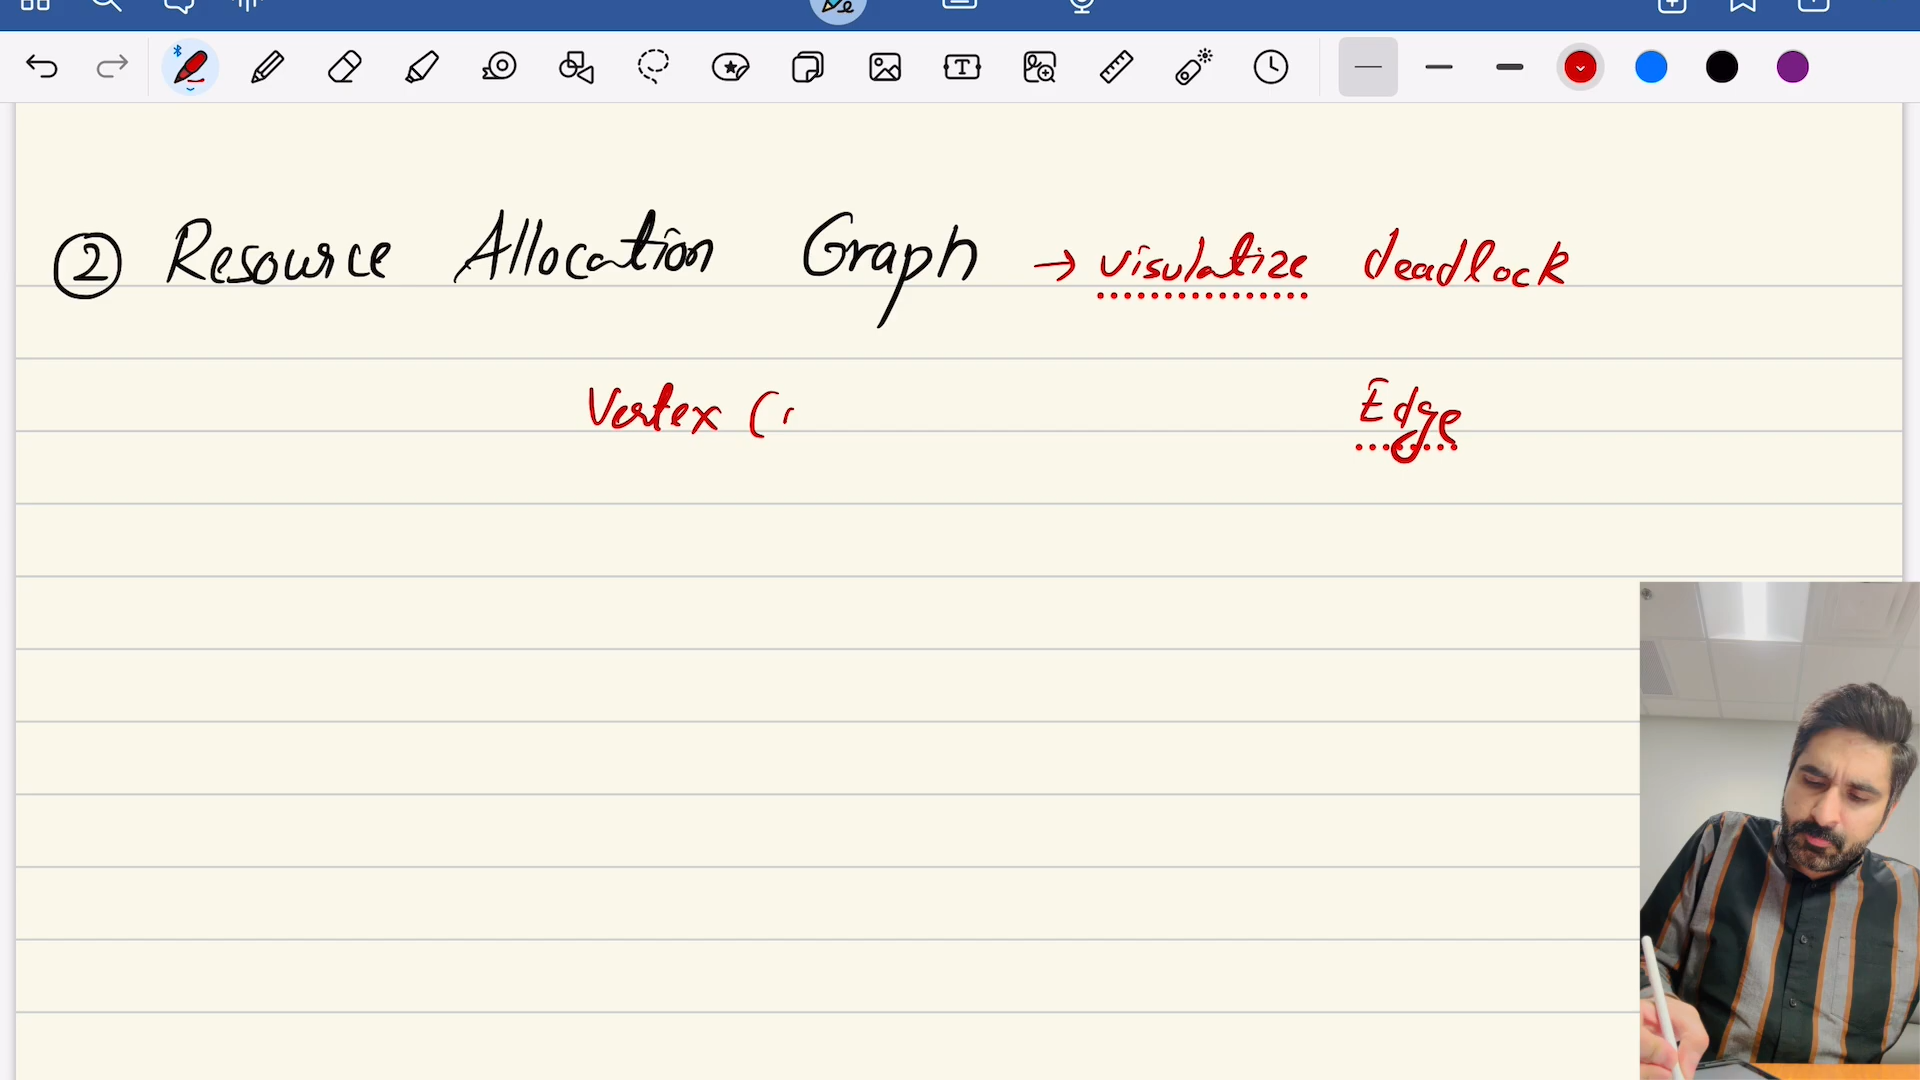 ② Resource Allocation Graph → visulatize deadlock
Vertex ( Edge